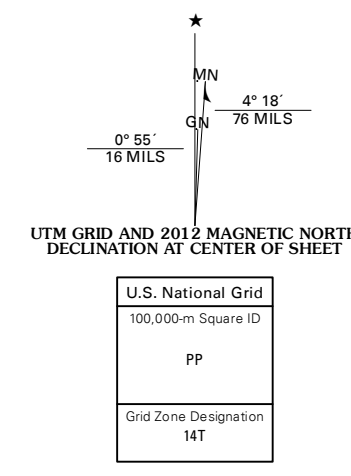 ★
MN
GN
4° 18´
76 MILS
0° 55´
16 MILS
UTM GRID AND 2012 MAGNETIC NORTH
DECLINATION AT CENTER OF SHEET
U.S. National Grid
100,000-m Square ID
PP
Grid Zone Designation
14T